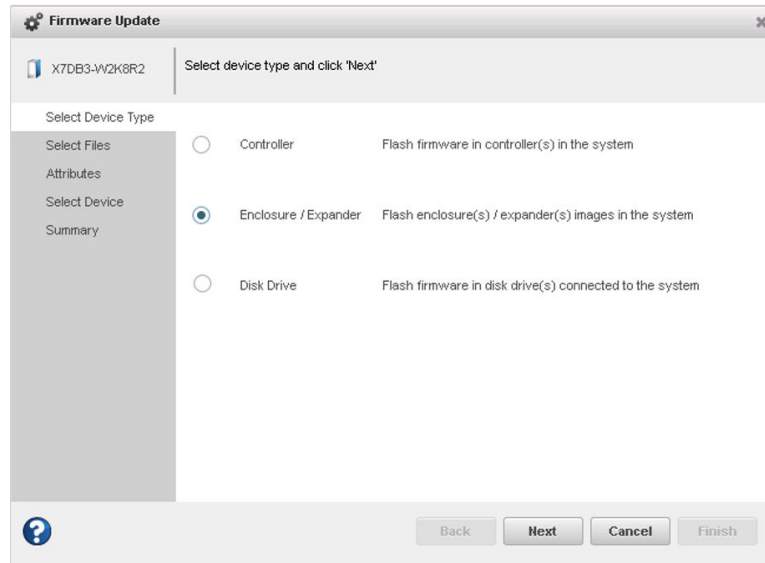 Firmware Update
X7DB3-W2K8R2
Select device type and click 'Next'
Select Device Type
Select Files
Attributes
Select Device
Summary
Controller Flash firmware in controller(s) in the system
Enclosure / Expander Flash enclosure(s) / expander(s) images in the system
Disk Drive Flash firmware in disk drive(s) connected to the system
? Back Next Cancel Finish